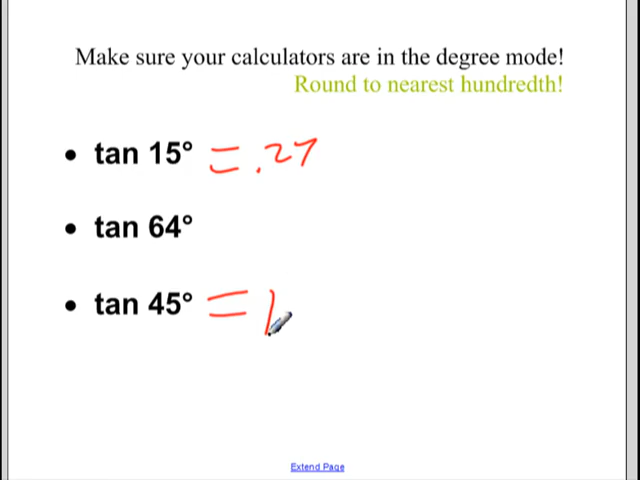 Make sure your calculators are in the degree mode!
Round to nearest hundredth!
• tan 15° = .27
• tan 64°
• tan 45° = 1
Extend Page